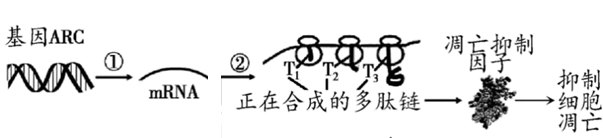 基因ARC
①
mRNA
②
T₁ T₂ T₃
正在合成的多肽链
凋亡抑制
因子
抑制
细胞
凋亡